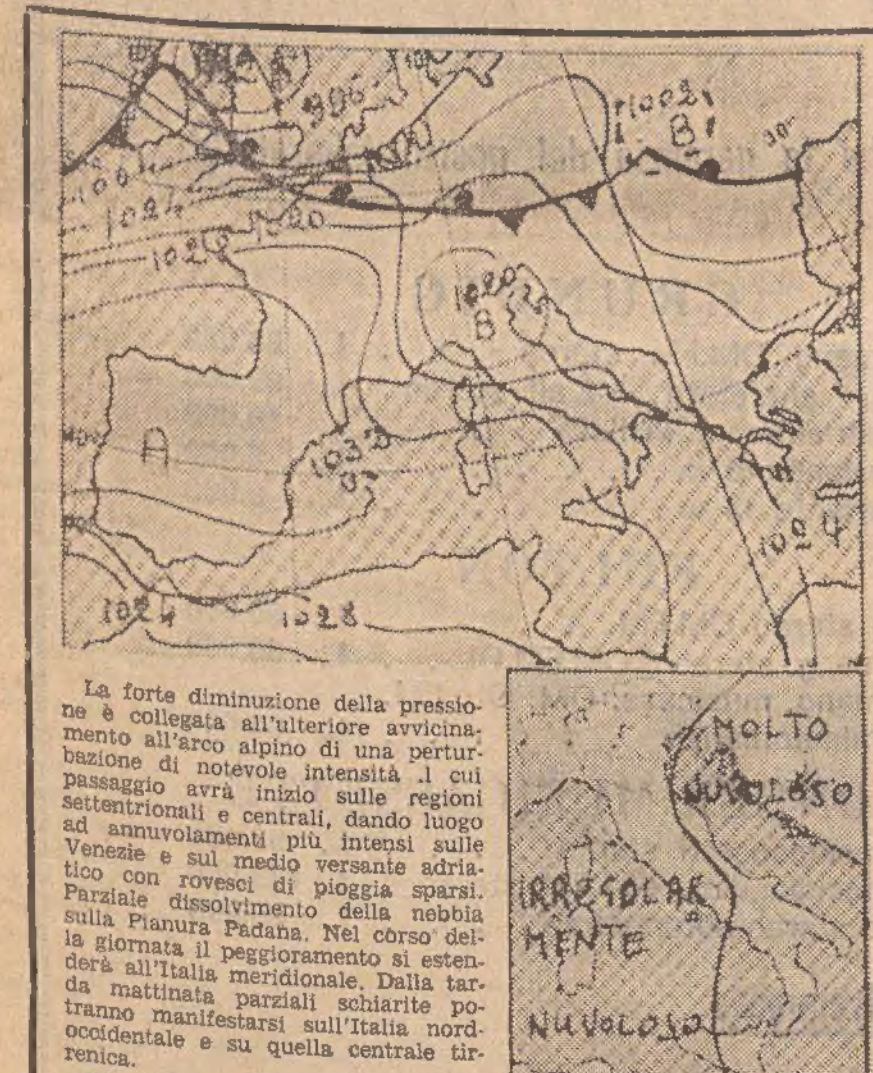 1002
B
1024
1020
1020
B
A
1024
1024
1028
La forte diminuzione della pressio-
ne è collegata all'ulteriore avvicina-
mento all'arco alpino di una pertur-
bazione di notevole intensità .l cui
passaggio avrà inizio sulle regioni
settentrionali e centrali, dando luogo
ad annuvolamenti più intensi sulle
Venezie e sul medio versante adria-
tico con rovesci di pioggia sparsi.
Parziale dissolvimento della nebbia
sulla Pianura Padana. Nel corso del-
la giornata il peggioramento si esten-
derà all'Italia meridionale. Dalla tar-
da mattinata parziali schiarite po-
tranno manifestarsi sull'Italia nord-
occidentale e su quella centrale tir-
renica.
MOLTO
NUVOLOSO
IRREGOLAR
MENTE
NUVOLOSO